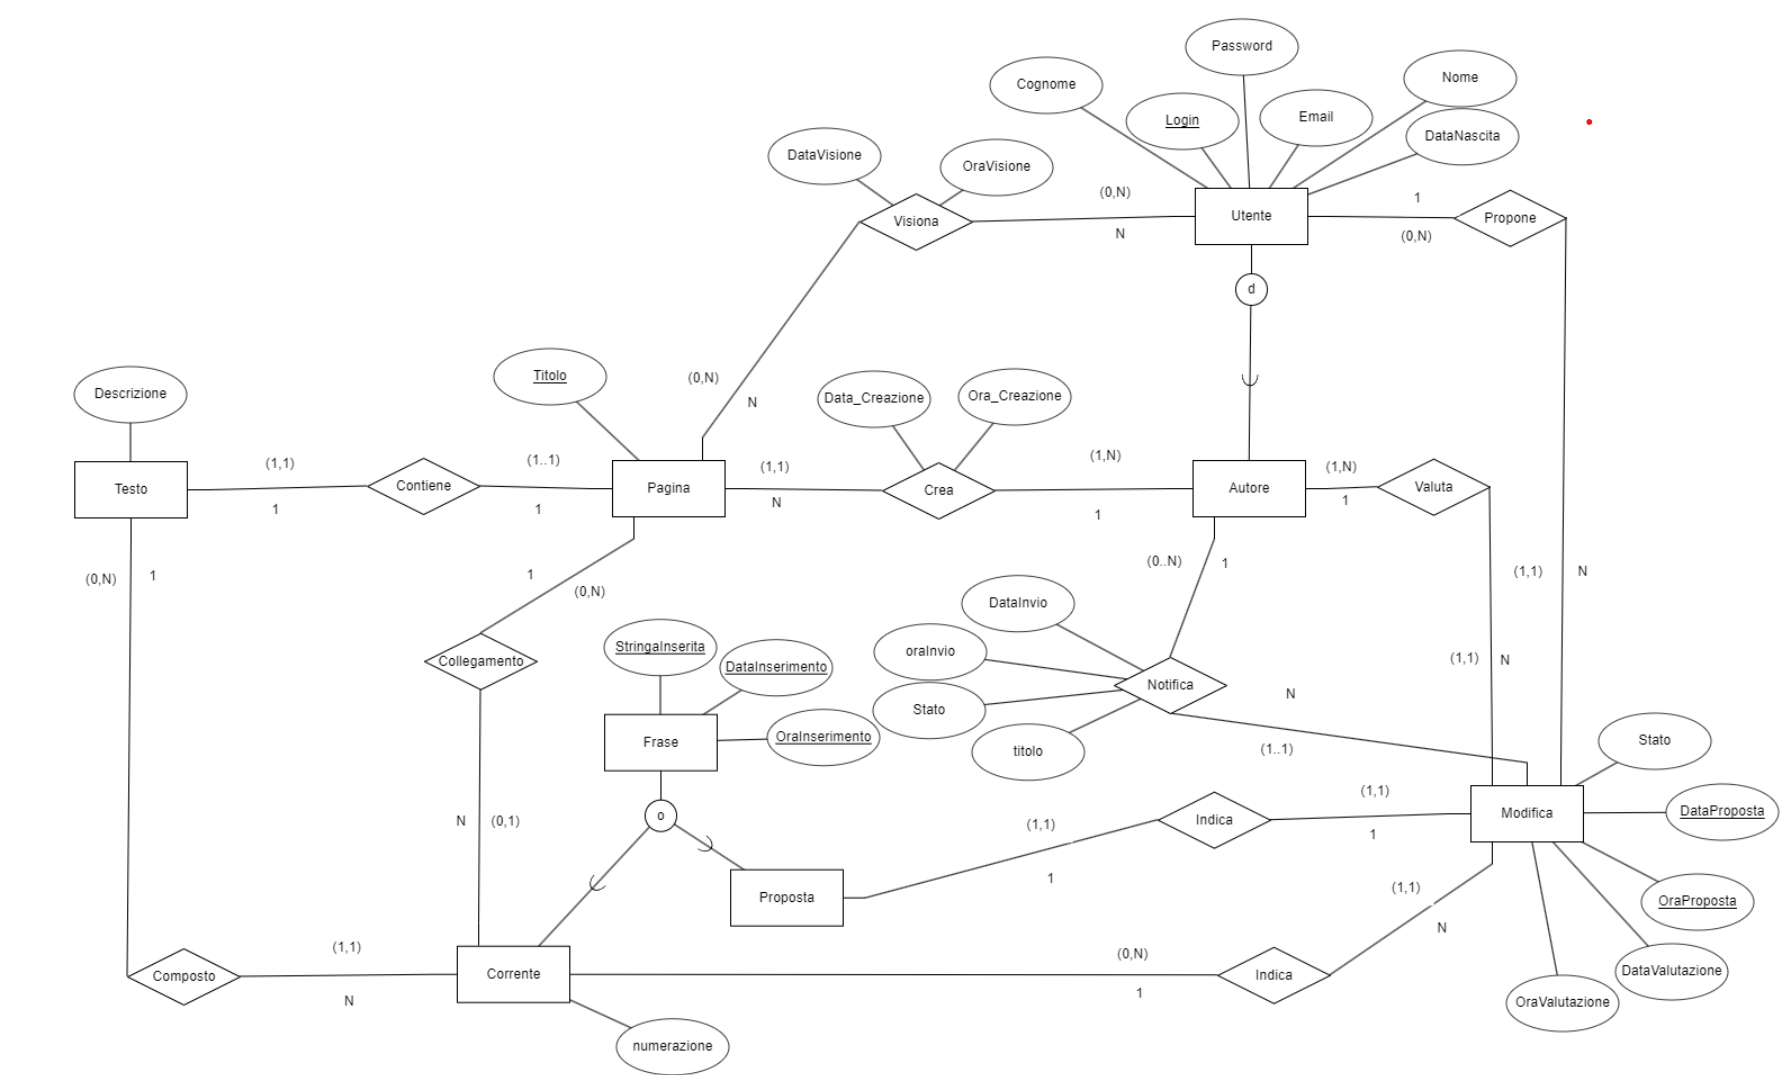 Password
Cognome
Nome
Login
Email
DataNascita
DataVisione
OraVisione
(0,N)
1
Visiona
Utente
Propone
N
(0,N)
d
Titolo
(0,N)
N
Descrizione
Data_Creazione
Ora_Creazione
(1,1)
(1..1)
(1,1)
(1,N)
(1,N)
Testo
Contiene
Pagina
Crea
Autore
Valuta
1
1
N
1
1
(0,N)
1
1
(0,N)
(0..N)
1
(1,1)
N
DataInvio
StringaInserita
DataInserimento
oraInvio
Collegamento
(1,1)
N
Notifica
N
Stato
Frase
OraInserimento
titolo
(1..1)
Stato
(1,1)
DataProposta
o
N
(0,1)
(1,1)
Indica
1
Modifica
Proposta
1
(1,1)
OraProposta
N
(1,1)
(0,N)
DataValutazione
Composto
Corrente
Indica
N
1
OraValutazione
numerazione